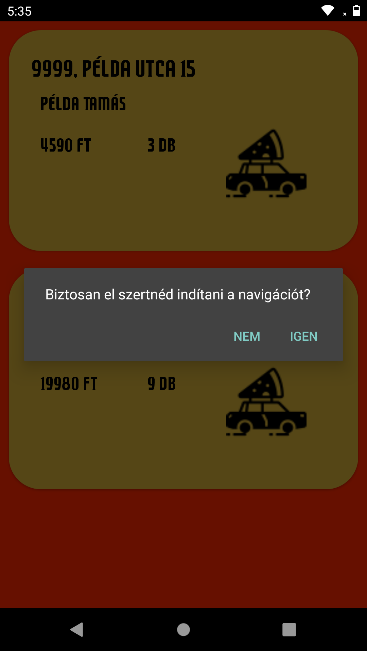 5:35
9999, PÉLDA UTCA 15
PÉLDA TAMÁS
4590 FT 3 DB
Biztosan el szertnéd indítani a navigációt?
NEM IGEN
19980 FT 9 DB